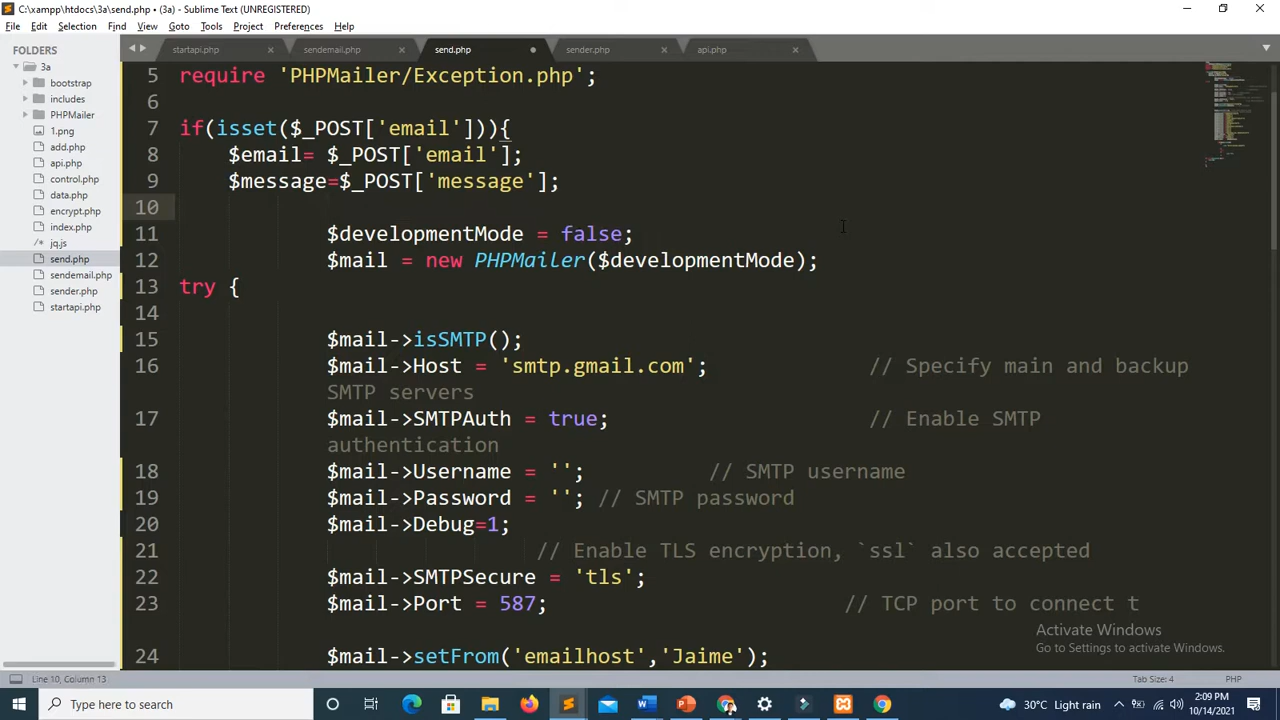 C:\xampp\htdocs\3a\send.php • (3a) - Sublime Text (UNREGISTERED)
File Edit Selection Find View Goto Tools Project Preferences Help
FOLDERS
3a
bootstrap
includes
PHPMailer
1.png
add.php
api.php
control.php
data.php
encrypt.php
index.php
jq.js
send.php
sendemail.php
sender.php
startapi.php
startapi.php sendemail.php send.php sender.php api.php
5 require 'PHPMailer/Exception.php';
6
7 if(isset($_POST['email'])){
8 $email= $_POST['email'];
9 $message=$_POST['message'];
10
11 $developmentMode = false;
12 $mail = new PHPMailer($developmentMode);
13 try {
14
15 $mail->isSMTP();
16 $mail->Host = 'smtp.gmail.com'; // Specify main and backup
SMTP servers
17 $mail->SMTPAuth = true; // Enable SMTP
authentication
18 $mail->Username = ''; // SMTP username
19 $mail->Password = ''; // SMTP password
20 $mail->Debug=1;
21 // Enable TLS encryption, `ssl` also accepted
22 $mail->SMTPSecure = 'tls';
23 $mail->Port = 587; // TCP port to connect t
24 $mail->setFrom('emailhost','Jaime');
Activate Windows
Go to Settings to activate Windows.
Line 10, Column 13 Tab Size: 4 PHP
Type here to search 30°C Light rain 2:09 PM
10/14/2021